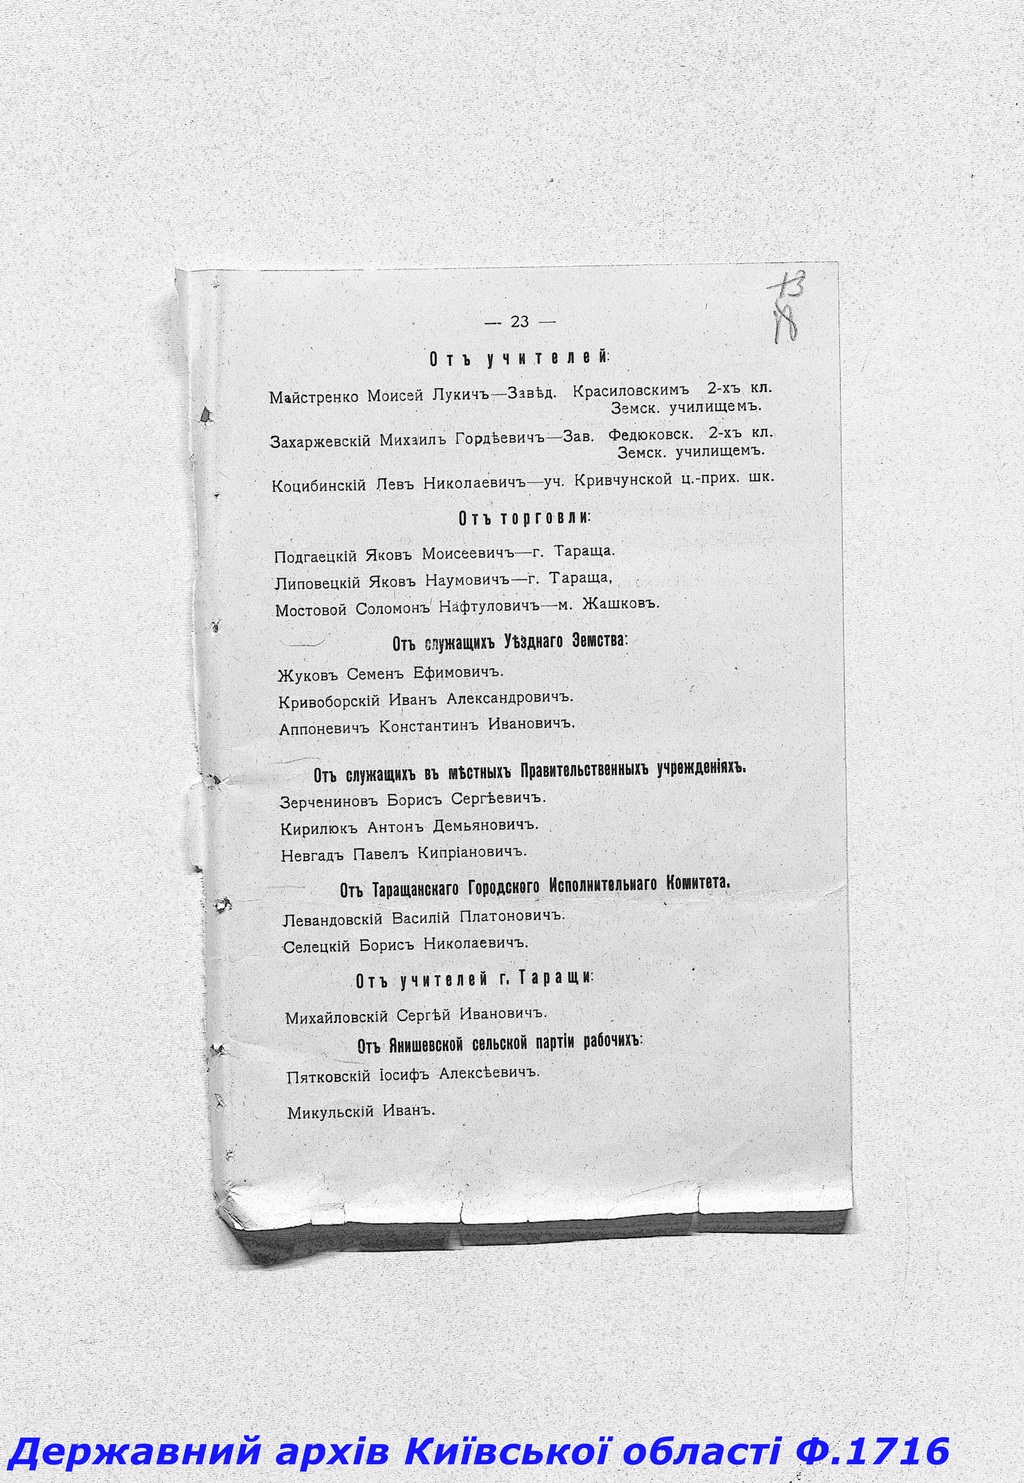 13
18
— 23 —
Отъ учителей:
Майстренко Моисей Лукичъ—Завѣд. Красиловскимъ 2-хъ кл.
Земск. училищемъ.
Захаржевскій Михаилъ Гордѣевичъ—Зав. Федюковск. 2-хъ кл.
Земск. училищемъ.
Коцибинскій Левъ Николаевичъ—уч. Кривчунской ц.-прих. шк.
Отъ торговли:
Подгаецкій Яковъ Моисеевичъ—г. Тараща.
Липовецкій Яковъ Наумовичъ—г. Тараща,
Мостовой Соломонъ Нафтуловичъ—м. Жашковъ.
Отъ служащихъ Уѣзднаго Земства:
Жуковъ Семенъ Ефимовичъ.
Кривоборскій Иванъ Александровичъ.
Аппоневичъ Константинъ Ивановичъ.
Отъ служащихъ въ мѣстныхъ Правительственныхъ учрежденіяхъ.
Зерчениновъ Борисъ Сергѣевичъ.
Кирилюкъ Антонъ Демьяновичъ.
Невгадъ Павелъ Кипріановичъ.
Отъ Таращанскаго Городского Исполнительнаго Комитета.
Левандовскій Василій Платоновичъ.
Селецкій Борисъ Николаевичъ.
Отъ учителей г. Таращи:
Михайловскій Сергѣй Ивановичъ.
Отъ Янишевской сельской партіи рабочихъ:
Пятковскій Іосифъ Алексѣевичъ.
Микульскій Иванъ.
Державний архів Київської області Ф.1716